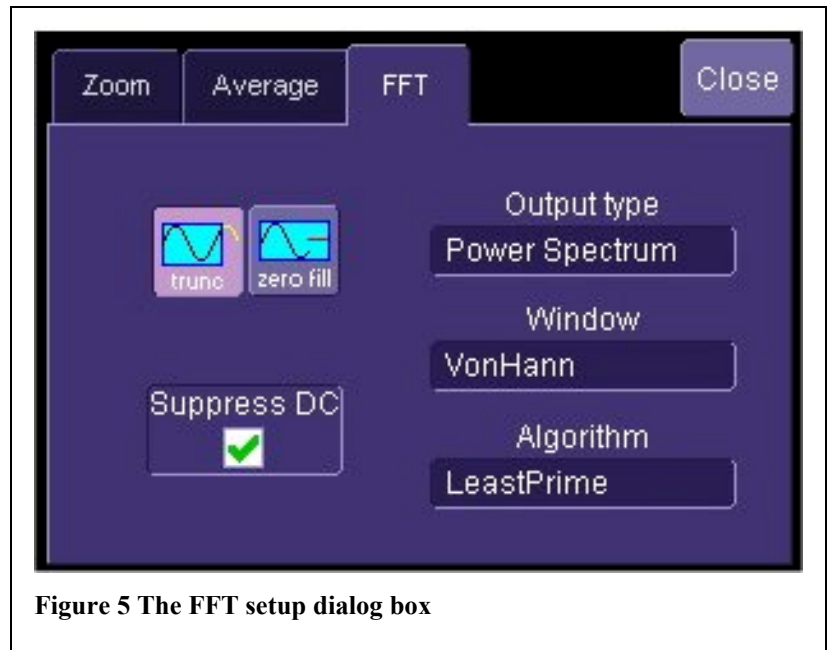 Zoom Average FFT Close
Output type
Power Spectrum
trunc zero fill
Window
VonHann
Suppress DC
Algorithm
LeastPrime
Figure 5 The FFT setup dialog box